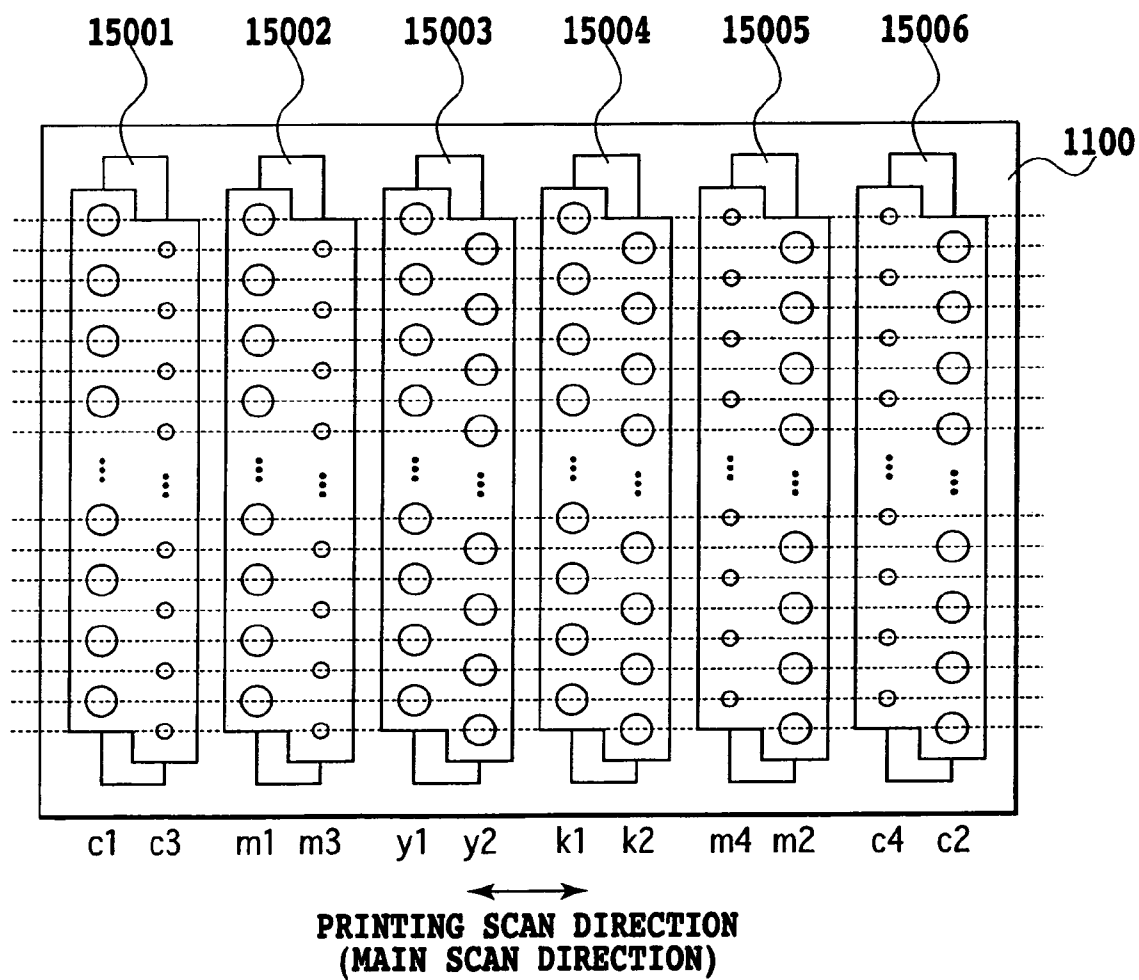 15001 15002 15003 15004 15005 15006
1100
c1 c3 m1 m3 y1 y2 k1 k2 m4 m2 c4 c2
PRINTING SCAN DIRECTION
(MAIN SCAN DIRECTION)